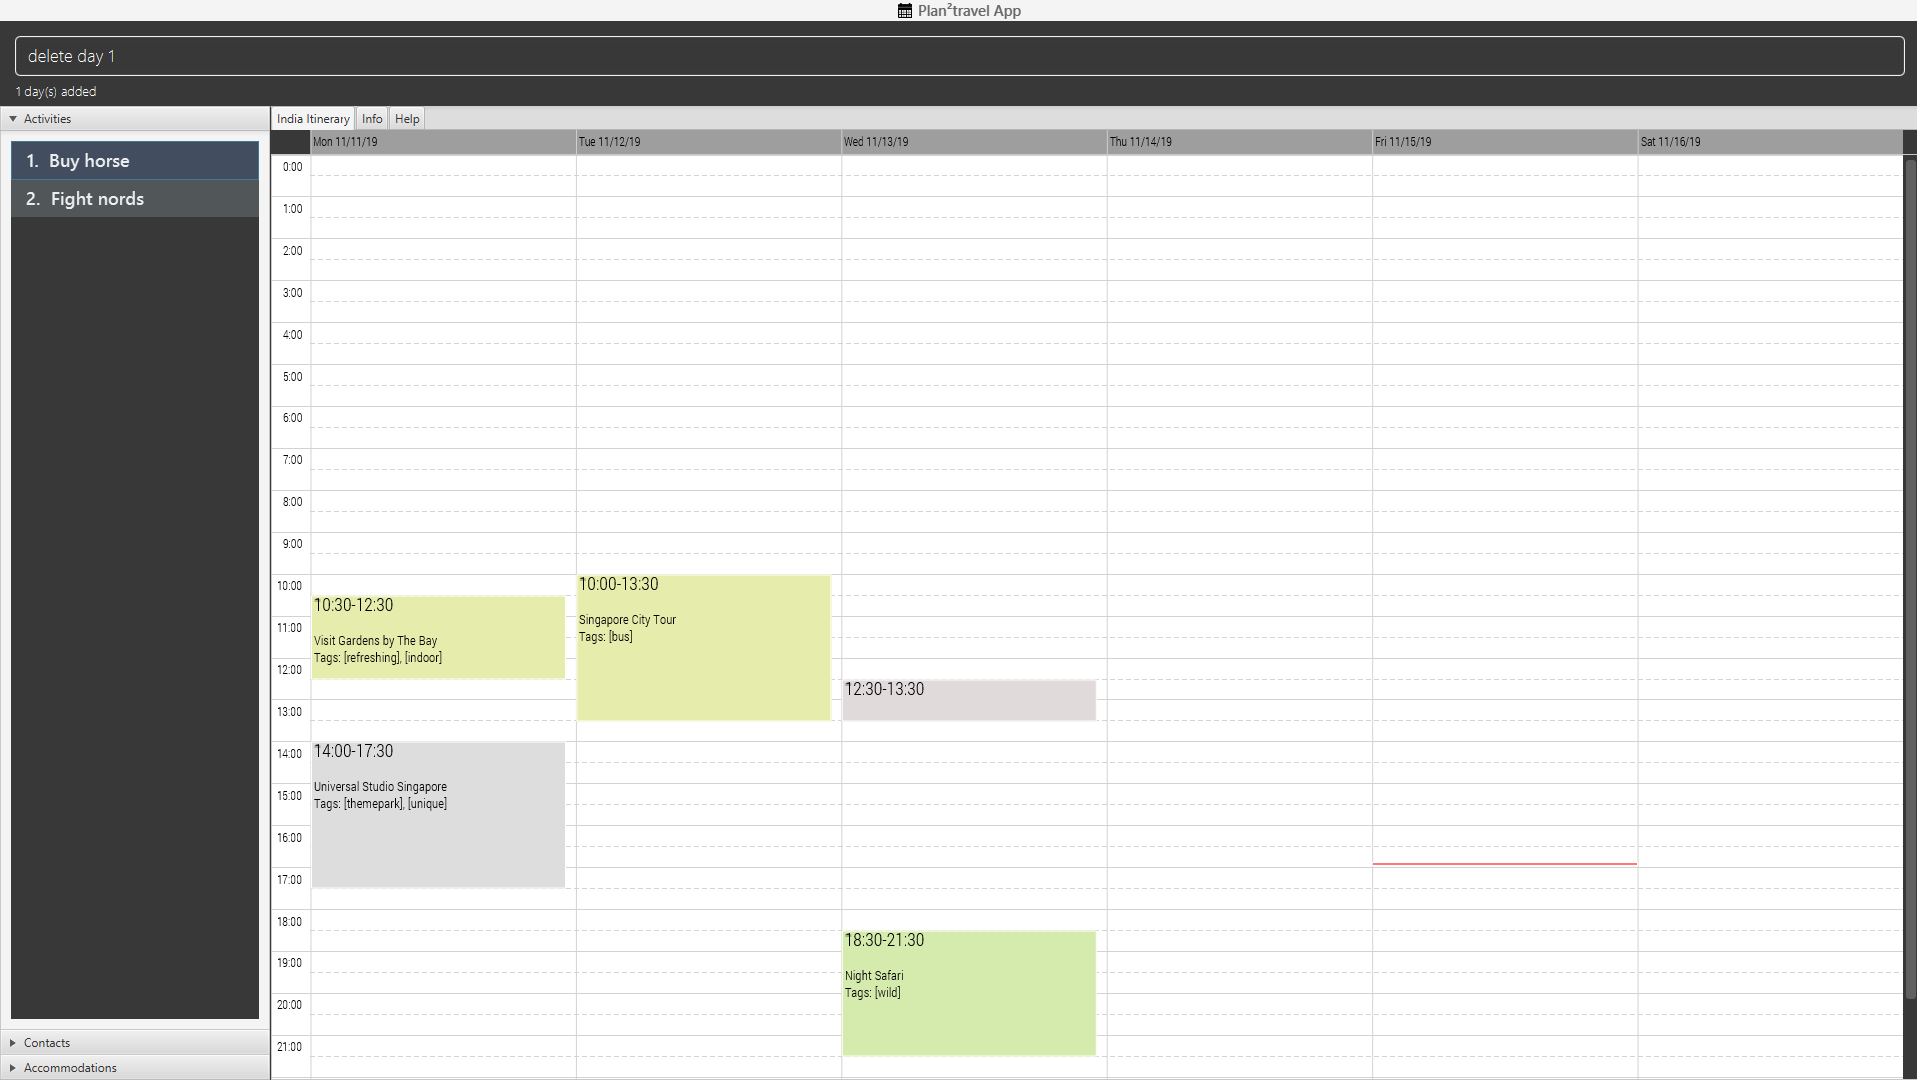 Plan²travel App
delete day 1
1 day(s) added
Activities
1. Buy horse
2. Fight nords
Contacts
Accommodations
India Itinerary
Info
Help
Mon 11/11/19
Tue 11/12/19
Wed 11/13/19
Thu 11/14/19
Fri 11/15/19
Sat 11/16/19
0:00
1:00
2:00
3:00
4:00
5:00
6:00
7:00
8:00
9:00
10:00
11:00
12:00
13:00
14:00
15:00
16:00
17:00
18:00
19:00
20:00
21:00
10:30-12:30
Visit Gardens by The Bay
Tags: [refreshing], [indoor]
14:00-17:30
Universal Studio Singapore
Tags: [themepark], [unique]
10:00-13:30
Singapore City Tour
Tags: [bus]
12:30-13:30
18:30-21:30
Night Safari
Tags: [wild]